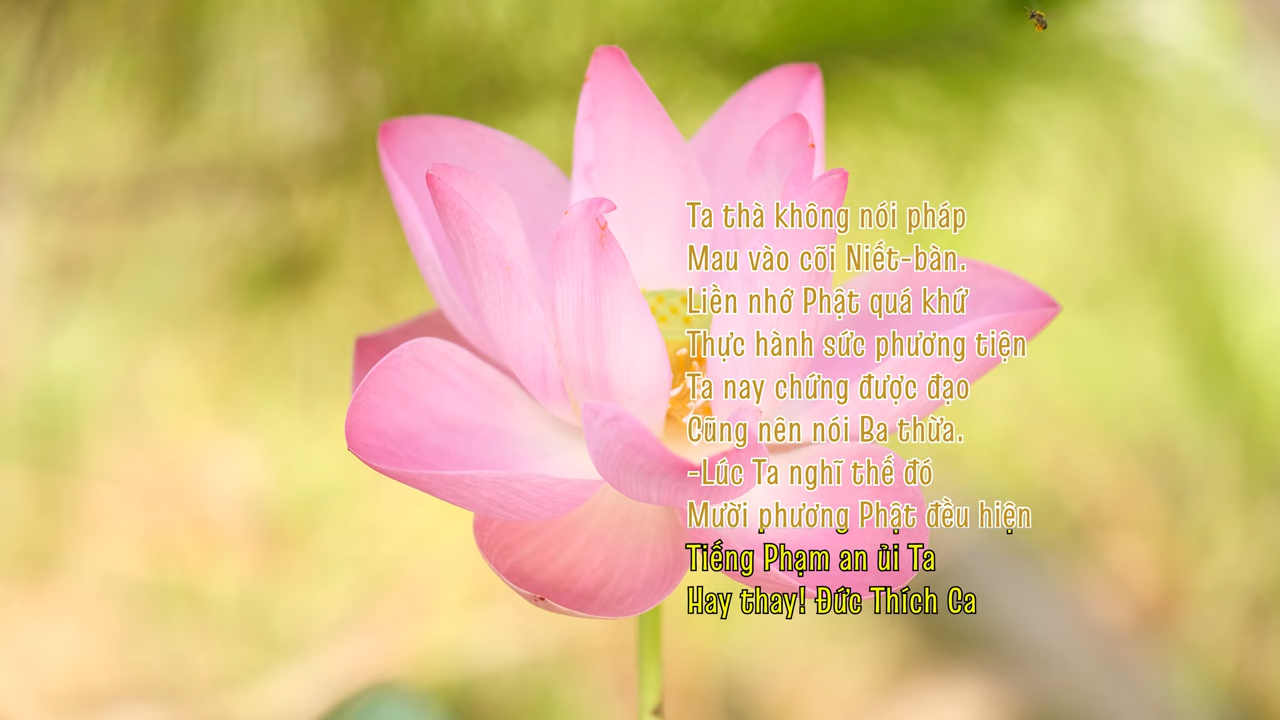 Ta thà không nói pháp
Mau vào cõi Niết-bàn.
Liền nhớ Phật quá khứ
Thực hành sức phương tiện
Ta nay chứng được đạo
Cũng nên nói Ba thừa.
-Lúc Ta nghĩ thế đó
Mười phương Phật đều hiện
Tiếng Phạm an ủi Ta
Hay thay! Đức Thích Ca